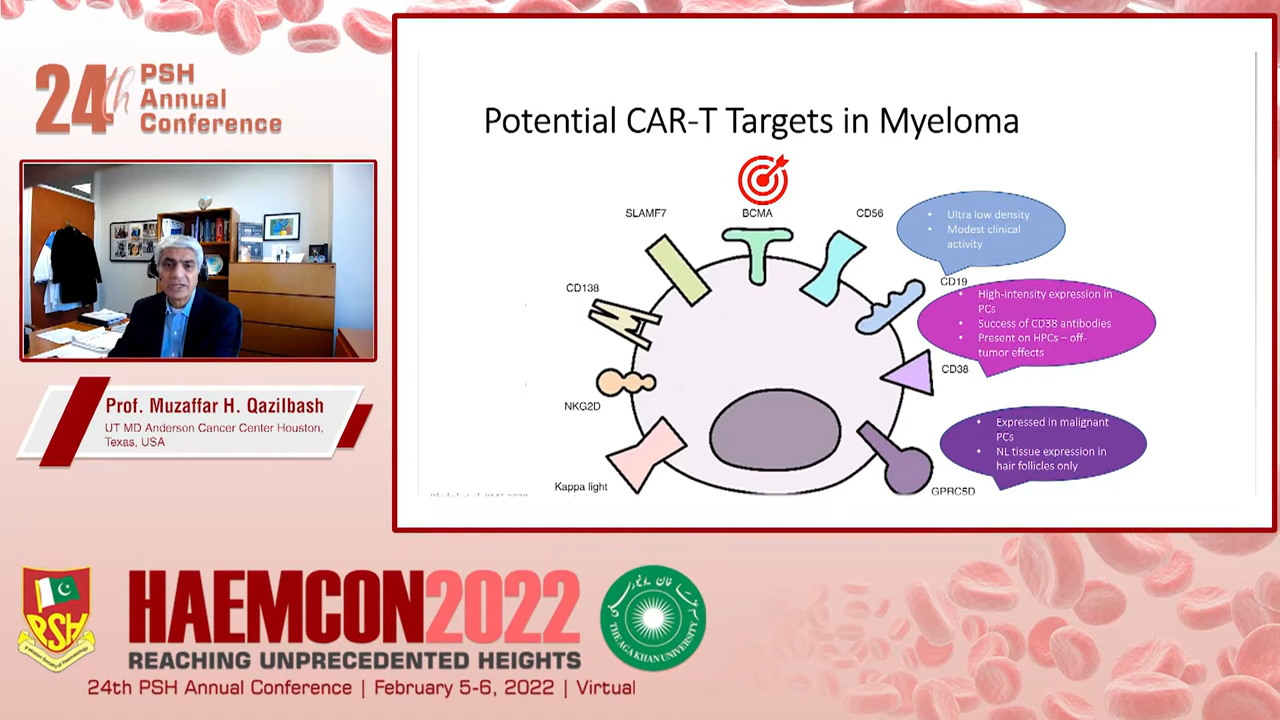 24th PSH
Annual
Conference
Prof. Muzaffar H. Qazilbash
UT MD Anderson Cancer Center Houston,
Texas, USA
Potential CAR-T Targets in Myeloma
SLAMF7
BCMA
CD56
• Ultra low density
• Modest clinical
activity
CD138
CD19
• High-intensity expression in
PCs
• Success of CD38 antibodies
• Present on HPCs – off-
tumor effects
CD38
NKG2D
• Expressed in malignant
PCs
• NL tissue expression in
hair follicles only
Kappa light
GPRC5D
PSH
HAEMCON2022
REACHING UNPRECEDENTED HEIGHTS
THE AGA KHAN UNIVERSITY
24th PSH Annual Conference | February 5-6, 2022 | Virtual